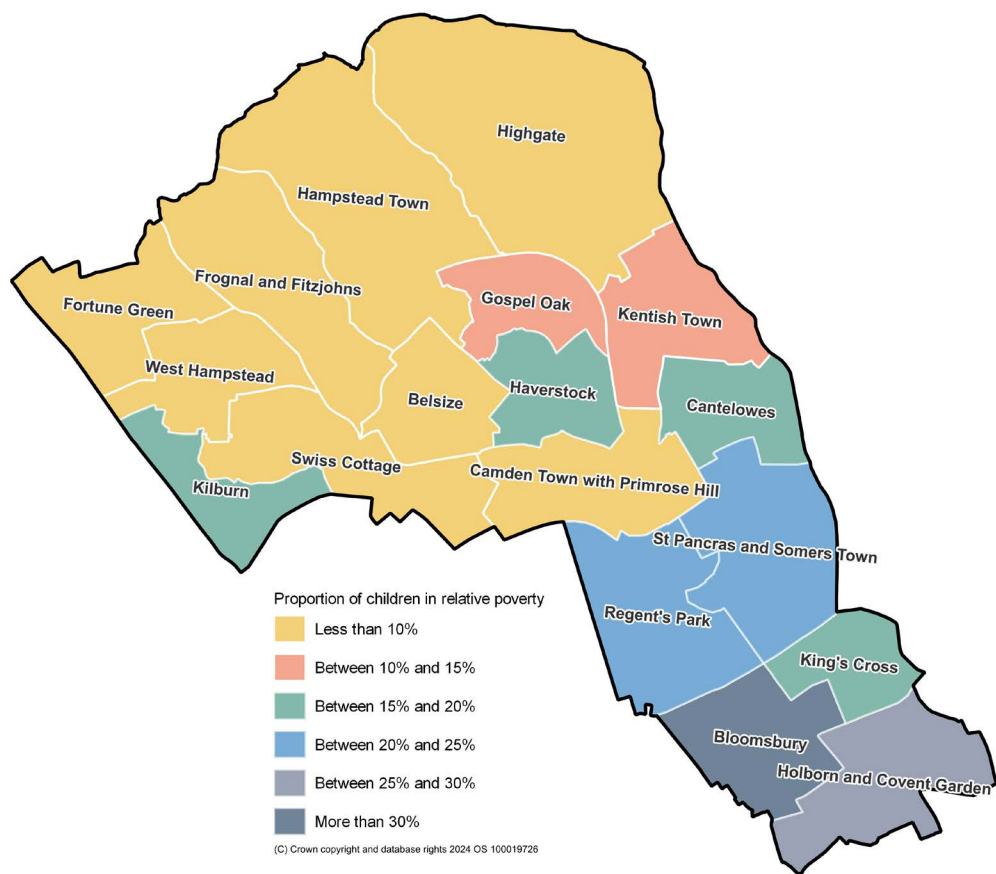 Highgate
Hampstead Town
Frognal and Fitzjohns
Gospel Oak
Fortune Green
Kentish Town
West Hampstead
Haverstock
Belsize
Cantelowes
Swiss Cottage
Camden Town with Primrose Hill
Kilburn
St Pancras and Somers Town
Regent's Park
King's Cross
Bloomsbury
Holborn and Covent Garden
Proportion of children in relative poverty
Less than 10%
Between 10% and 15%
Between 15% and 20%
Between 20% and 25%
Between 25% and 30%
More than 30%
(C) Crown copyright and database rights 2024 OS 100019726